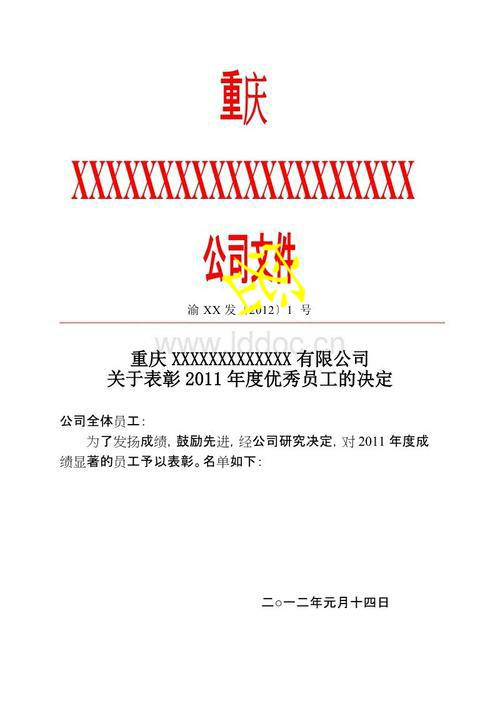 重庆
XXXXXXXXXXXXXXXXXXXX
公司文件
渝 XX 发〔2012〕1 号
www.lddoc.cn
重庆 XXXXXXXXXXXXX 有限公司
关于表彰 2011 年度优秀员工的决定
公司全体员工：
为了发扬成绩，鼓励先进，经公司研究决定，对 2011 年度成
绩显著的员工予以表彰。名单如下：
二○一二年元月十四日